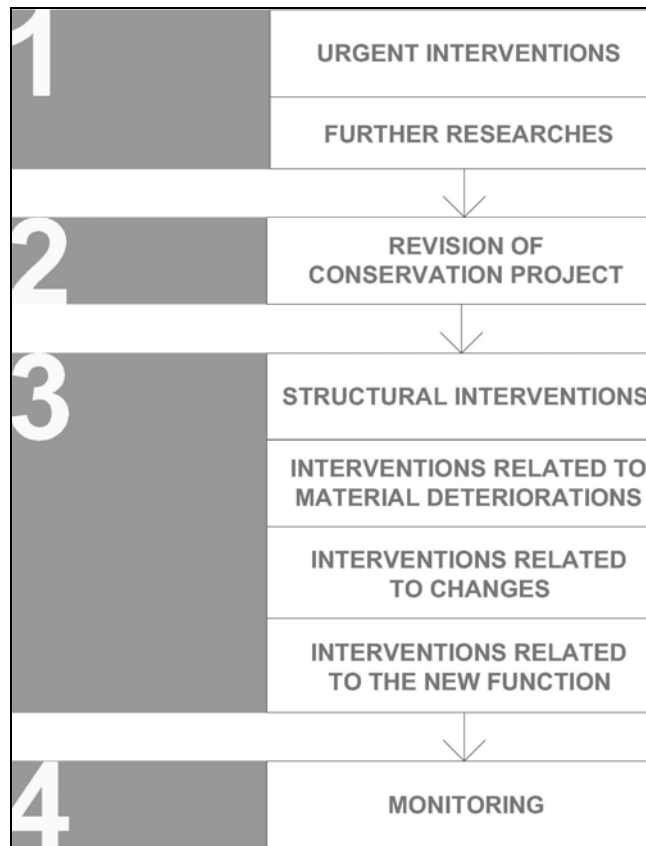 1
URGENT INTERVENTIONS
FURTHER RESEARCHES
2
REVISION OF
CONSERVATION PROJECT
3
STRUCTURAL INTERVENTIONS
INTERVENTIONS RELATED TO
MATERIAL DETERIORATIONS
INTERVENTIONS RELATED
TO CHANGES
INTERVENTIONS RELATED
TO THE NEW FUNCTION
4
MONITORING